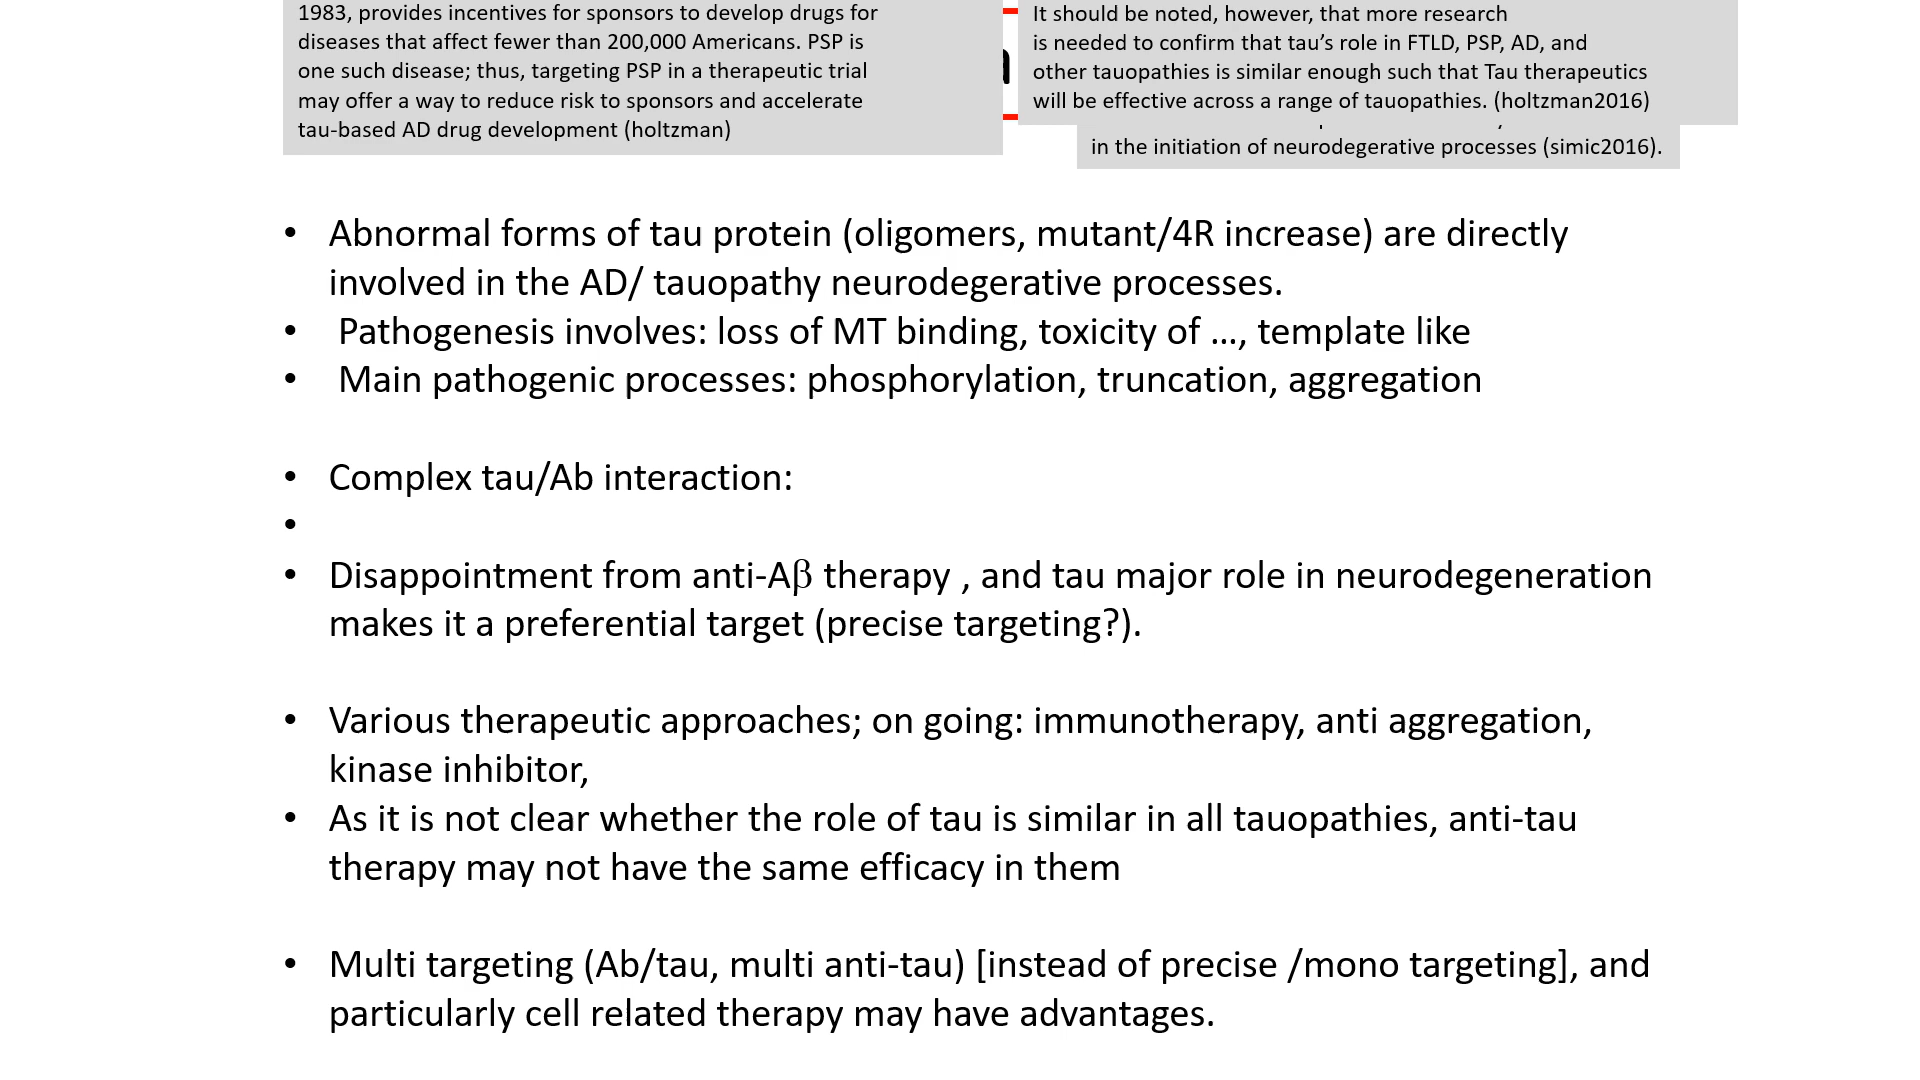 1983, provides incentives for sponsors to develop drugs for
diseases that affect fewer than 200,000 Americans. PSP is
one such disease; thus, targeting PSP in a therapeutic trial
may offer a way to reduce risk to sponsors and accelerate
tau-based AD drug development (holtzman)
It should be noted, however, that more research
is needed to confirm that tau’s role in FTLD, PSP, AD, and
other tauopathies is similar enough such that Tau therapeutics
will be effective across a range of tauopathies. (holtzman2016)
in the initiation of neurodegerative processes (simic2016).
• Abnormal forms of tau protein (oligomers, mutant/4R increase) are directly
involved in the AD/ tauopathy neurodegerative processes.
• Pathogenesis involves: loss of MT binding, toxicity of …, template like
• Main pathogenic processes: phosphorylation, truncation, aggregation
• Complex tau/Ab interaction:
•
• Disappointment from anti-Aβ therapy , and tau major role in neurodegeneration
makes it a preferential target (precise targeting?).
• Various therapeutic approaches; on going: immunotherapy, anti aggregation,
kinase inhibitor,
• As it is not clear whether the role of tau is similar in all tauopathies, anti-tau
therapy may not have the same efficacy in them
• Multi targeting (Ab/tau, multi anti-tau) [instead of precise /mono targeting], and
particularly cell related therapy may have advantages.